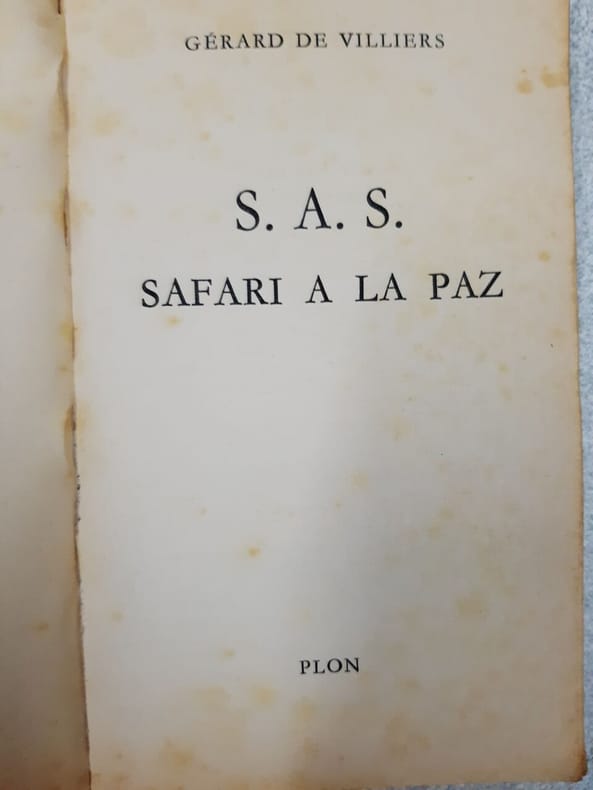 GÉRARD DE VILLIERS
S. A. S.
SAFARI A LA PAZ
PLON